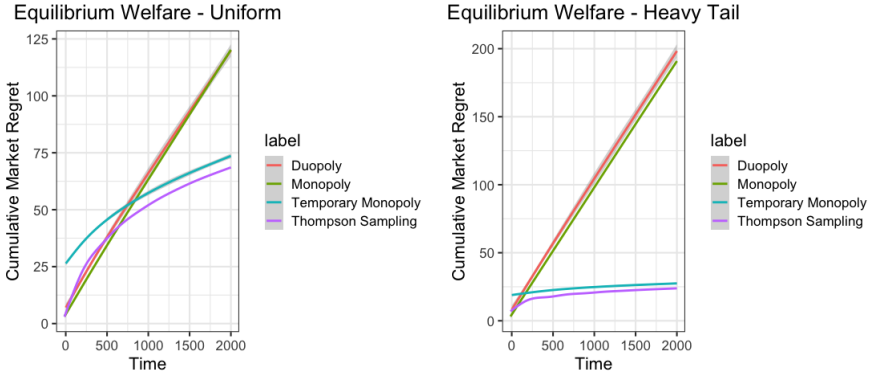 Equilibrium Welfare - Uniform
Cumulative Market Regret
125
100
75
50
25
0
0 500 1000 1500 2000
Time
label
Duopoly
Monopoly
Temporary Monopoly
Thompson Sampling
Equilibrium Welfare - Heavy Tail
Cumulative Market Regret
200
150
100
50
0
0 500 1000 1500 2000
Time
label
Duopoly
Monopoly
Temporary Monopoly
Thompson Sampling